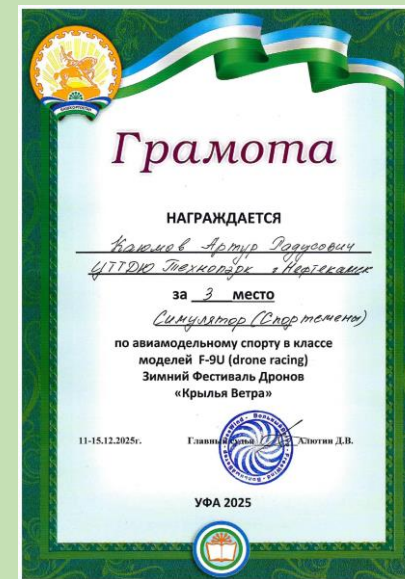 Грамота
НАГРАЖДАЕТСЯ
Каюмов Артур Радусович
ЦТТДЮ Технопарк г Нефтекамск
за 3 место
Симулятор (Спортсмены)
по авиамодельному спорту в классе
моделей F-9U (drone racing)
Зимний Фестиваль Дронов
«Крылья Ветра»
11-15.12.2025г. Главный судья Алютин Д.В.
УФА 2025